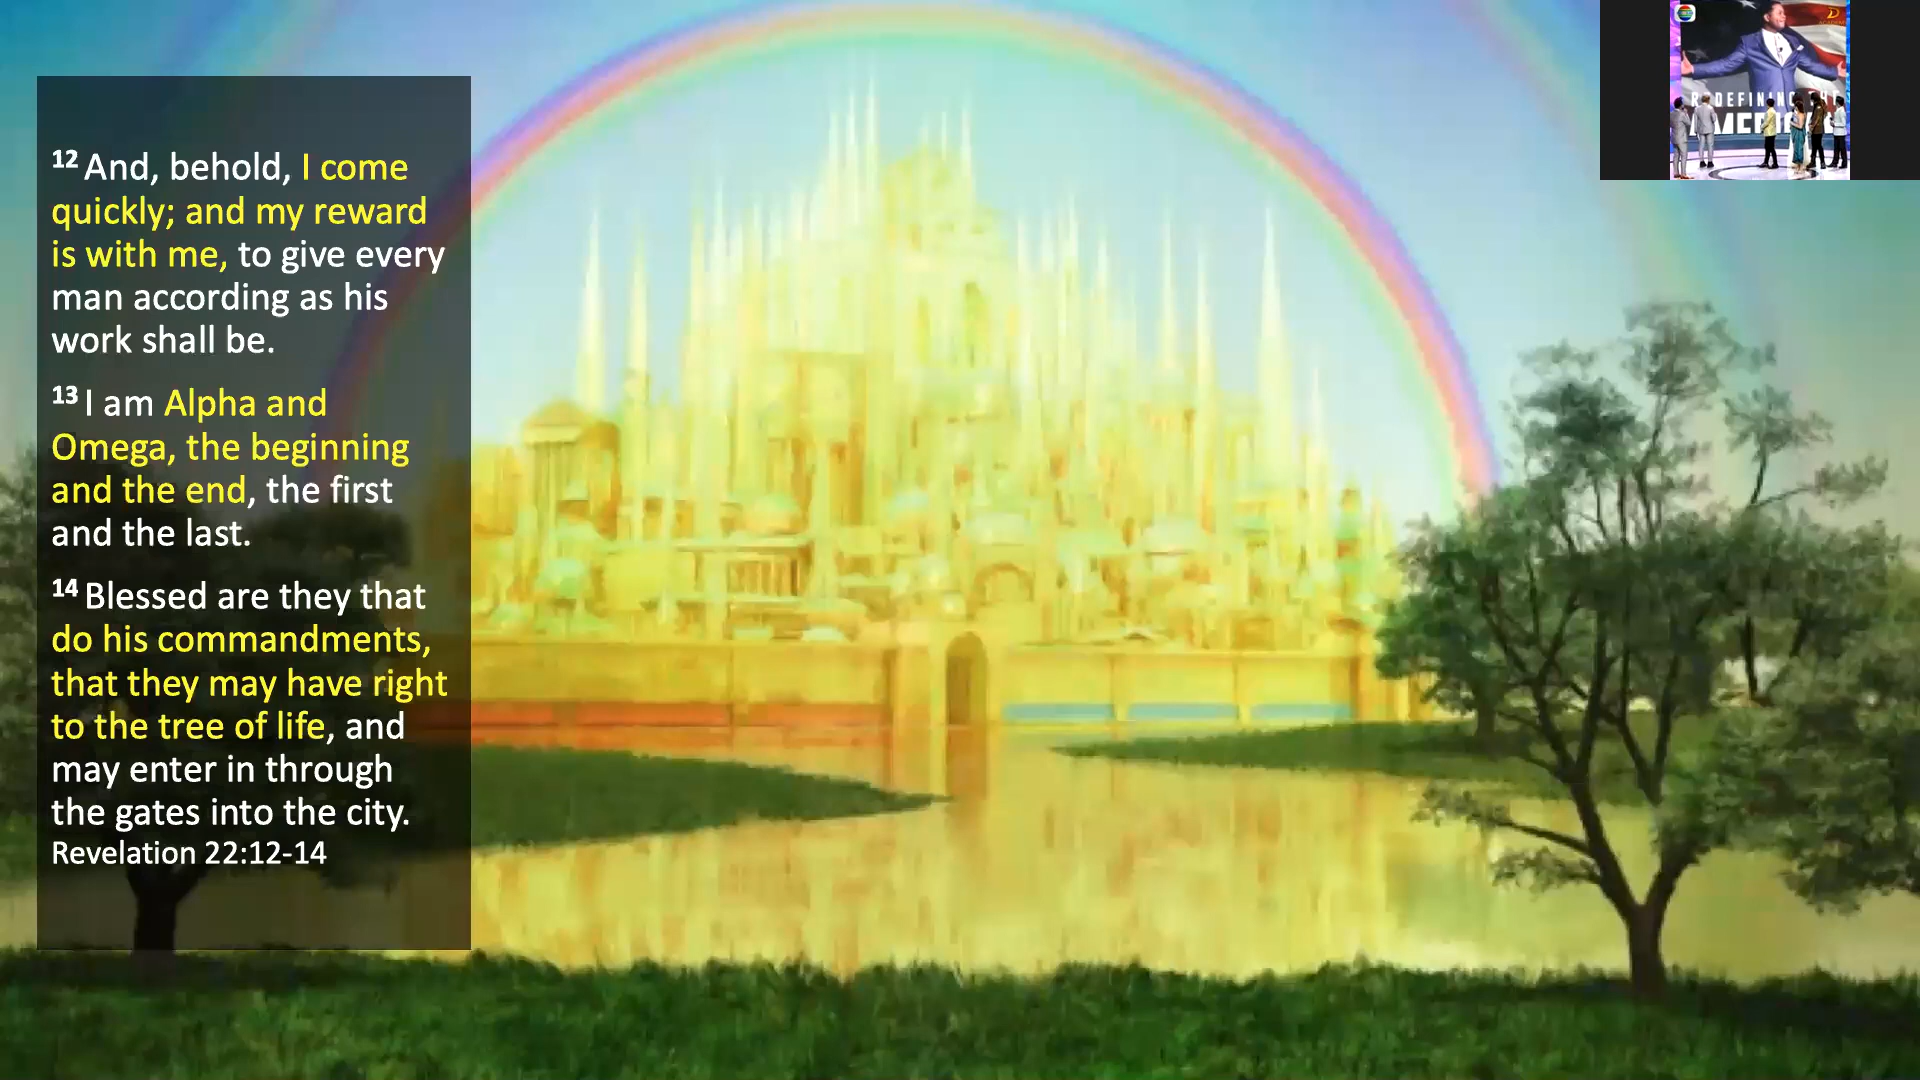 12 And, behold, I come
quickly; and my reward
is with me, to give every
man according as his
work shall be.
13 I am Alpha and
Omega, the beginning
and the end, the first
and the last.
14 Blessed are they that
do his commandments,
that they may have right
to the tree of life, and
may enter in through
the gates into the city.
Revelation 22:12-14
REDEFINING THE